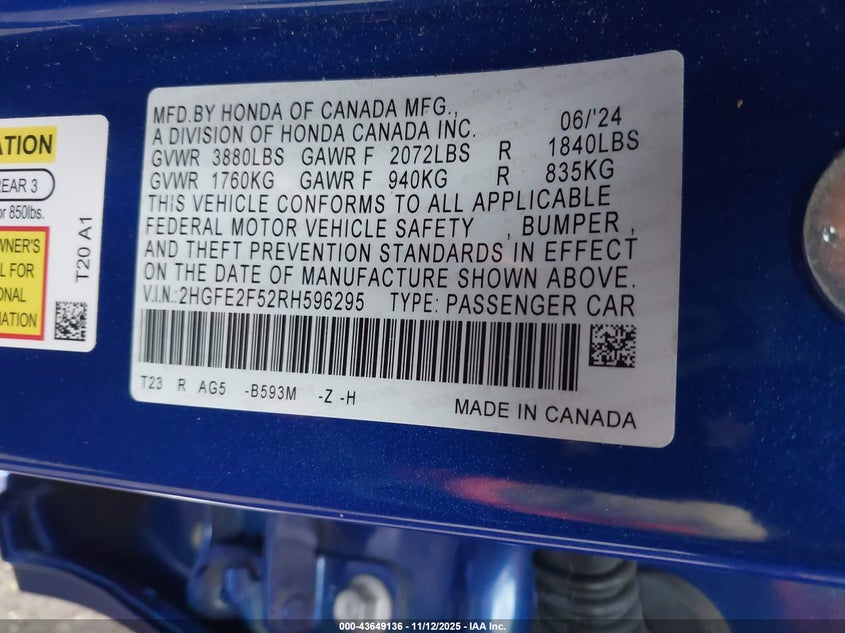 MFD.BY HONDA OF CANADA MFG.,
A DIVISION OF HONDA CANADA INC. 06/'24
GVWR 3880LBS GAWR F 2072LBS R 1840LBS
GVWR 1760KG GAWR F 940KG R 835KG
THIS VEHICLE CONFORMS TO ALL APPLICABLE
FEDERAL MOTOR VEHICLE SAFETY , BUMPER ,
AND THEFT PREVENTION STANDARDS IN EFFECT
ON THE DATE OF MANUFACTURE SHOWN ABOVE.
V.I.N.:2HGFE2F52RH596295 TYPE: PASSENGER CAR
T23 R AG5 -B593M -Z -H
MADE IN CANADA
REAR 3
or 850lbs.
T20 A1
000-43649136 - 11/12/2025 - IAA Inc.